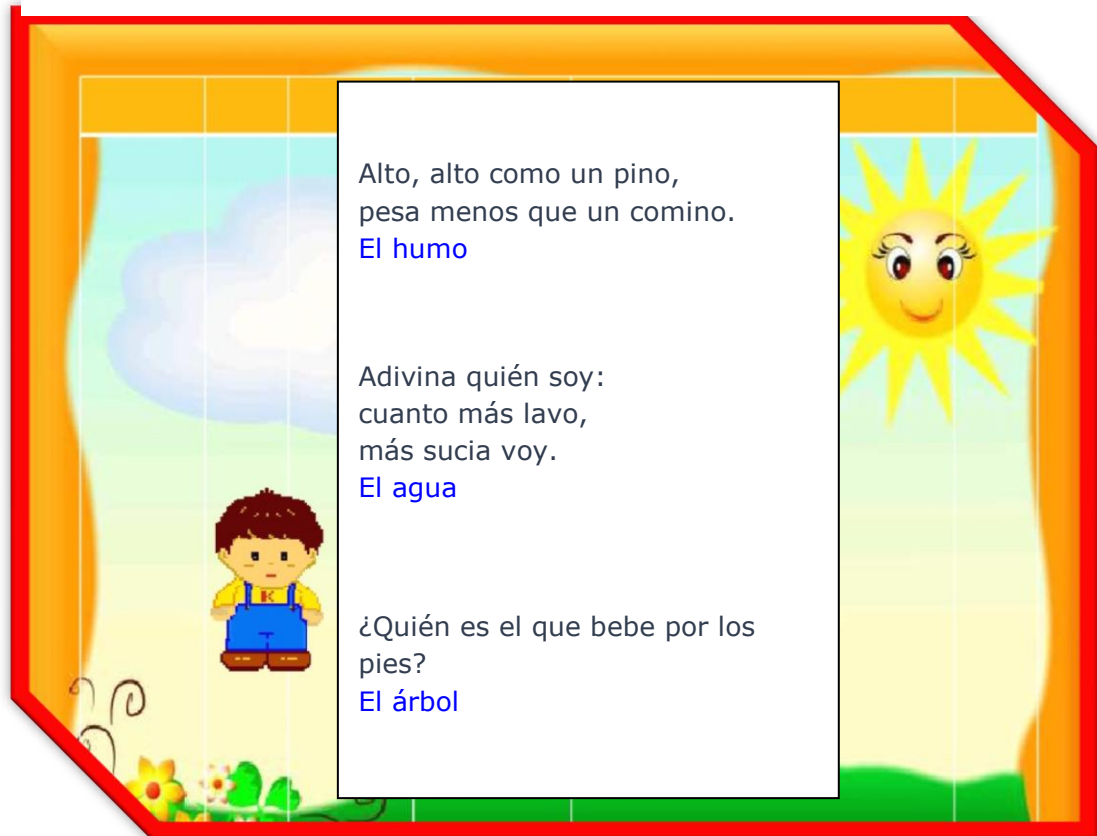 Alto, alto como un pino,
pesa menos que un comino.
El humo
Adivina quién soy:
cuanto más lavo,
más sucia voy.
El agua
K
¿Quién es el que bebe por los
pies?
El árbol